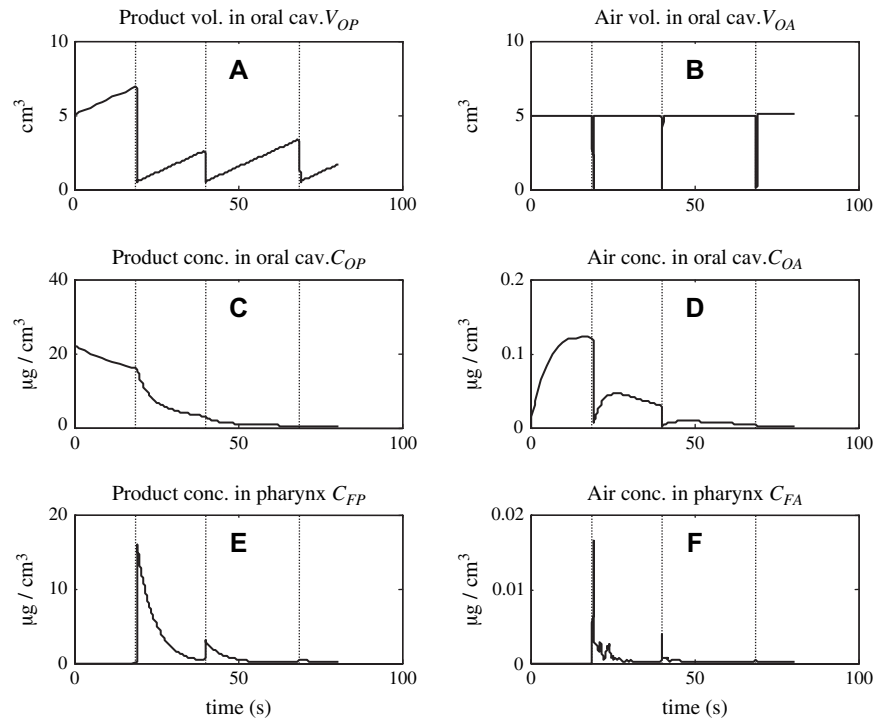 Product vol. in oral cav.V_OP
Air vol. in oral cav.V_OA
10
A
cm³
5
0
0
50
100
10
B
cm³
5
0
0
50
100
Product conc. in oral cav.C_OP
Air conc. in oral cav.C_OA
40
C
µg / cm³
20
0
0
50
100
0.2
D
µg / cm³
0.1
0
0
50
100
Product conc. in pharynx C_FP
Air conc. in pharynx C_FA
20
E
µg / cm³
10
0
0
50
100
time (s)
0.02
F
µg / cm³
0.01
0
0
50
100
time (s)